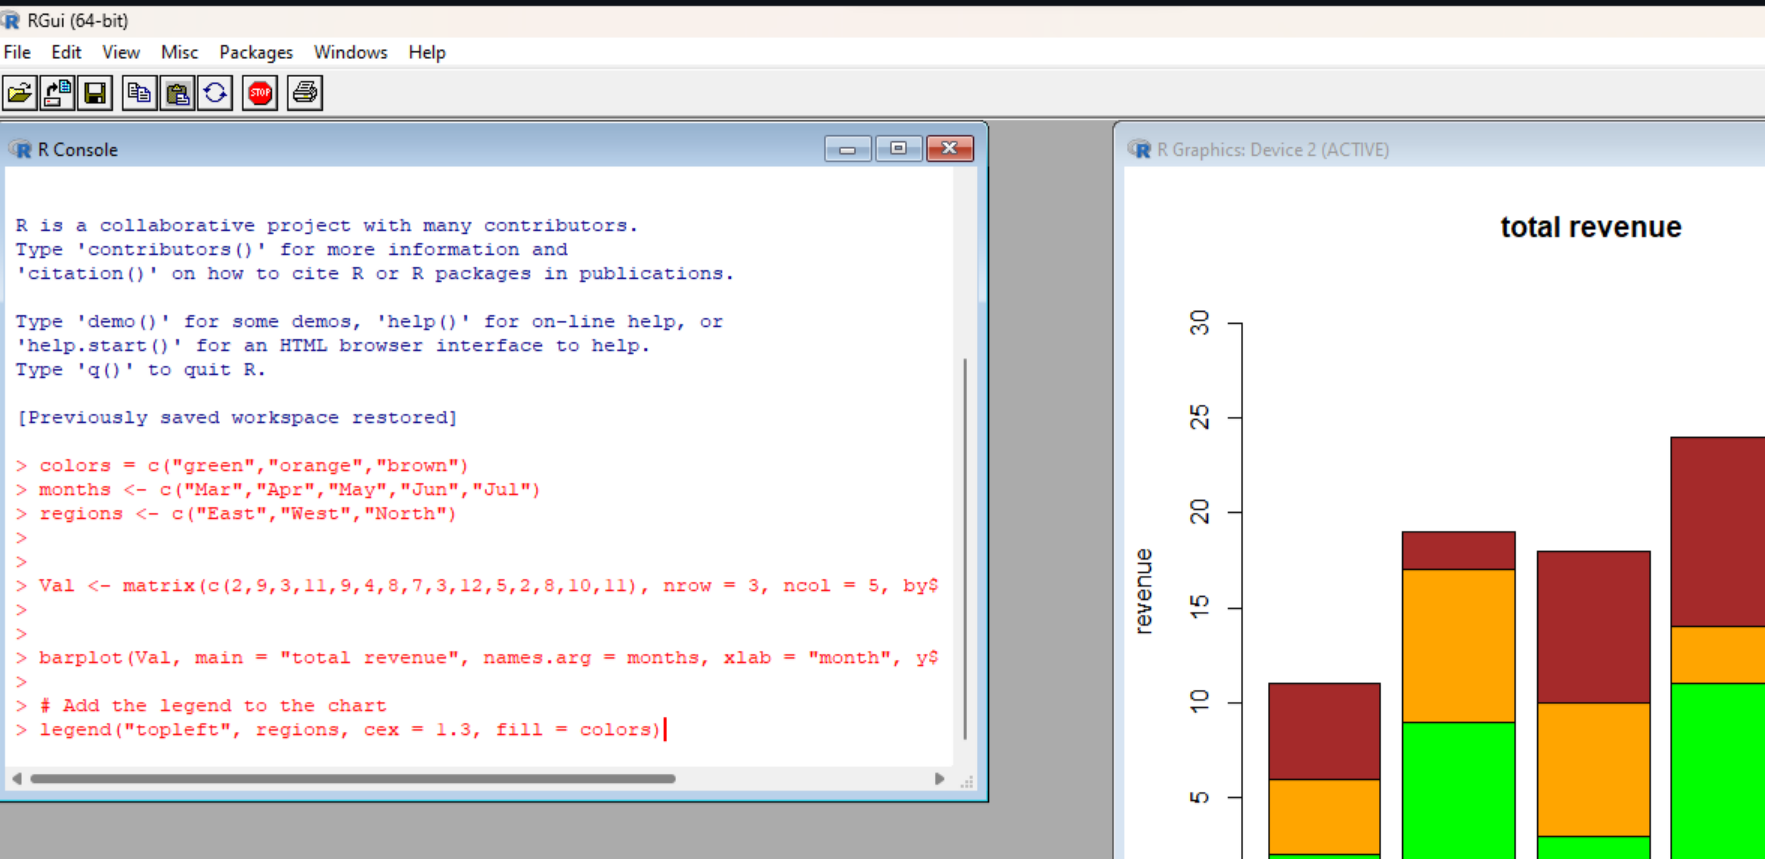 RGui (64-bit)
File Edit View Misc Packages Windows Help
STOP
R Console
R is a collaborative project with many contributors.
Type 'contributors()' for more information and
'citation()' on how to cite R or R packages in publications.
Type 'demo()' for some demos, 'help()' for on-line help, or
'help.start()' for an HTML browser interface to help.
Type 'q()' to quit R.
[Previously saved workspace restored]
> colors = c("green","orange","brown")
> months <- c("Mar","Apr","May","Jun","Jul")
> regions <- c("East","West","North")
>
>
> Val <- matrix(c(2,9,3,11,9,4,8,7,3,12,5,2,8,10,11), nrow = 3, ncol = 5, by$
>
>
> barplot(Val, main = "total revenue", names.arg = months, xlab = "month", y$
>
> # Add the legend to the chart
> legend("topleft", regions, cex = 1.3, fill = colors)
R Graphics: Device 2 (ACTIVE)
total revenue
revenue
30
25
20
15
10
5